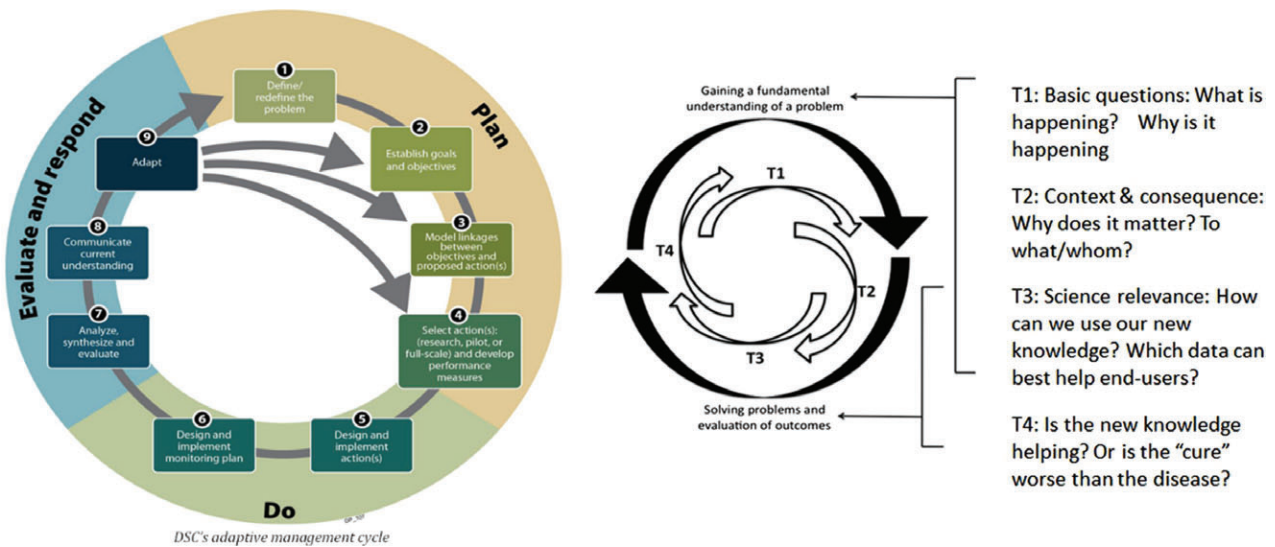 Evaluate and respond
Plan
Do
1
Define/
redefine the
problem
2
Establish goals
and objectives
3
Model linkages
between
objectives and
proposed action(s)
4
Select action(s):
(research, pilot, or
full-scale) and develop
performance
measures
5
Design and
implement
action(s)
6
Design and
implement
monitoring plan
7
Analyze,
synthesize and
evaluate
8
Communicate
current
understanding
9
Adapt
DSC's adaptive management cycle
Gaining a fundamental
understanding of a problem
T1
T2
T3
T4
Solving problems and
evaluation of outcomes
T1: Basic questions: What is
happening? Why is it
happening
T2: Context & consequence:
Why does it matter? To
what/whom?
T3: Science relevance: How
can we use our new
knowledge? Which data can
best help end-users?
T4: Is the new knowledge
helping? Or is the “cure”
worse than the disease?